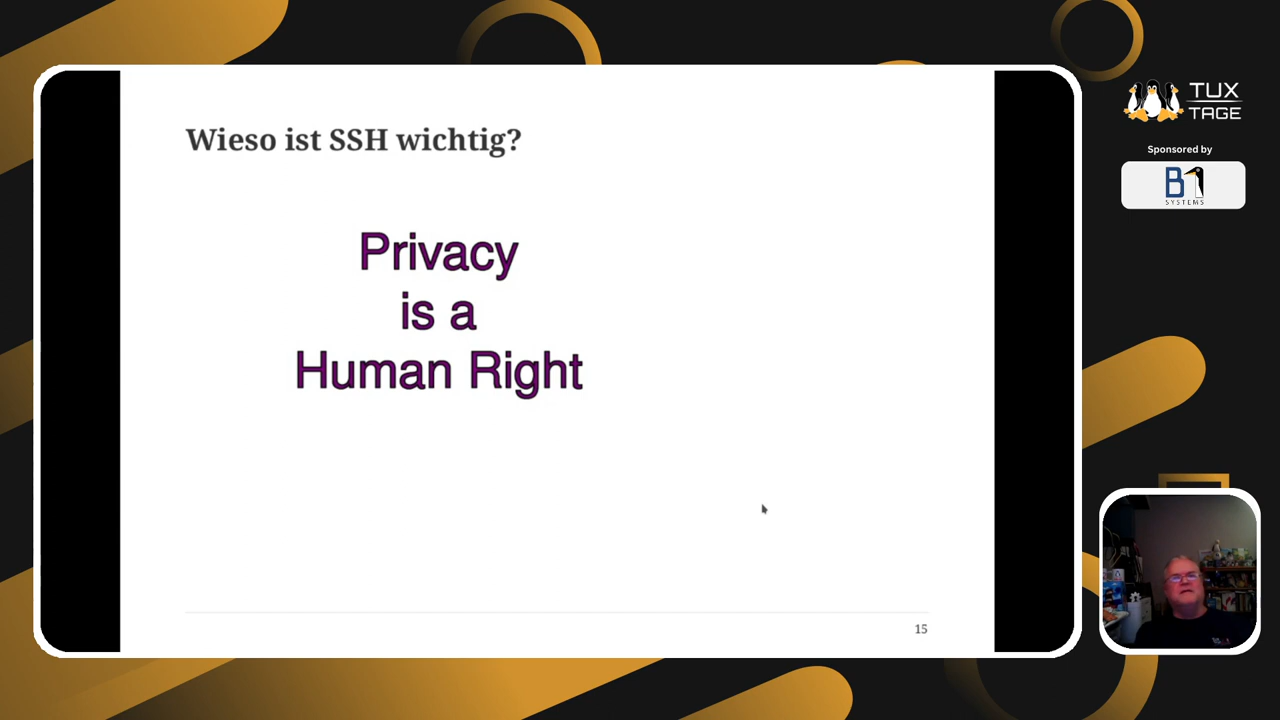 Wieso ist SSH wichtig?
Privacy
is a
Human Right
15
TUX
TAGE
Sponsored by
B1
SYSTEMS